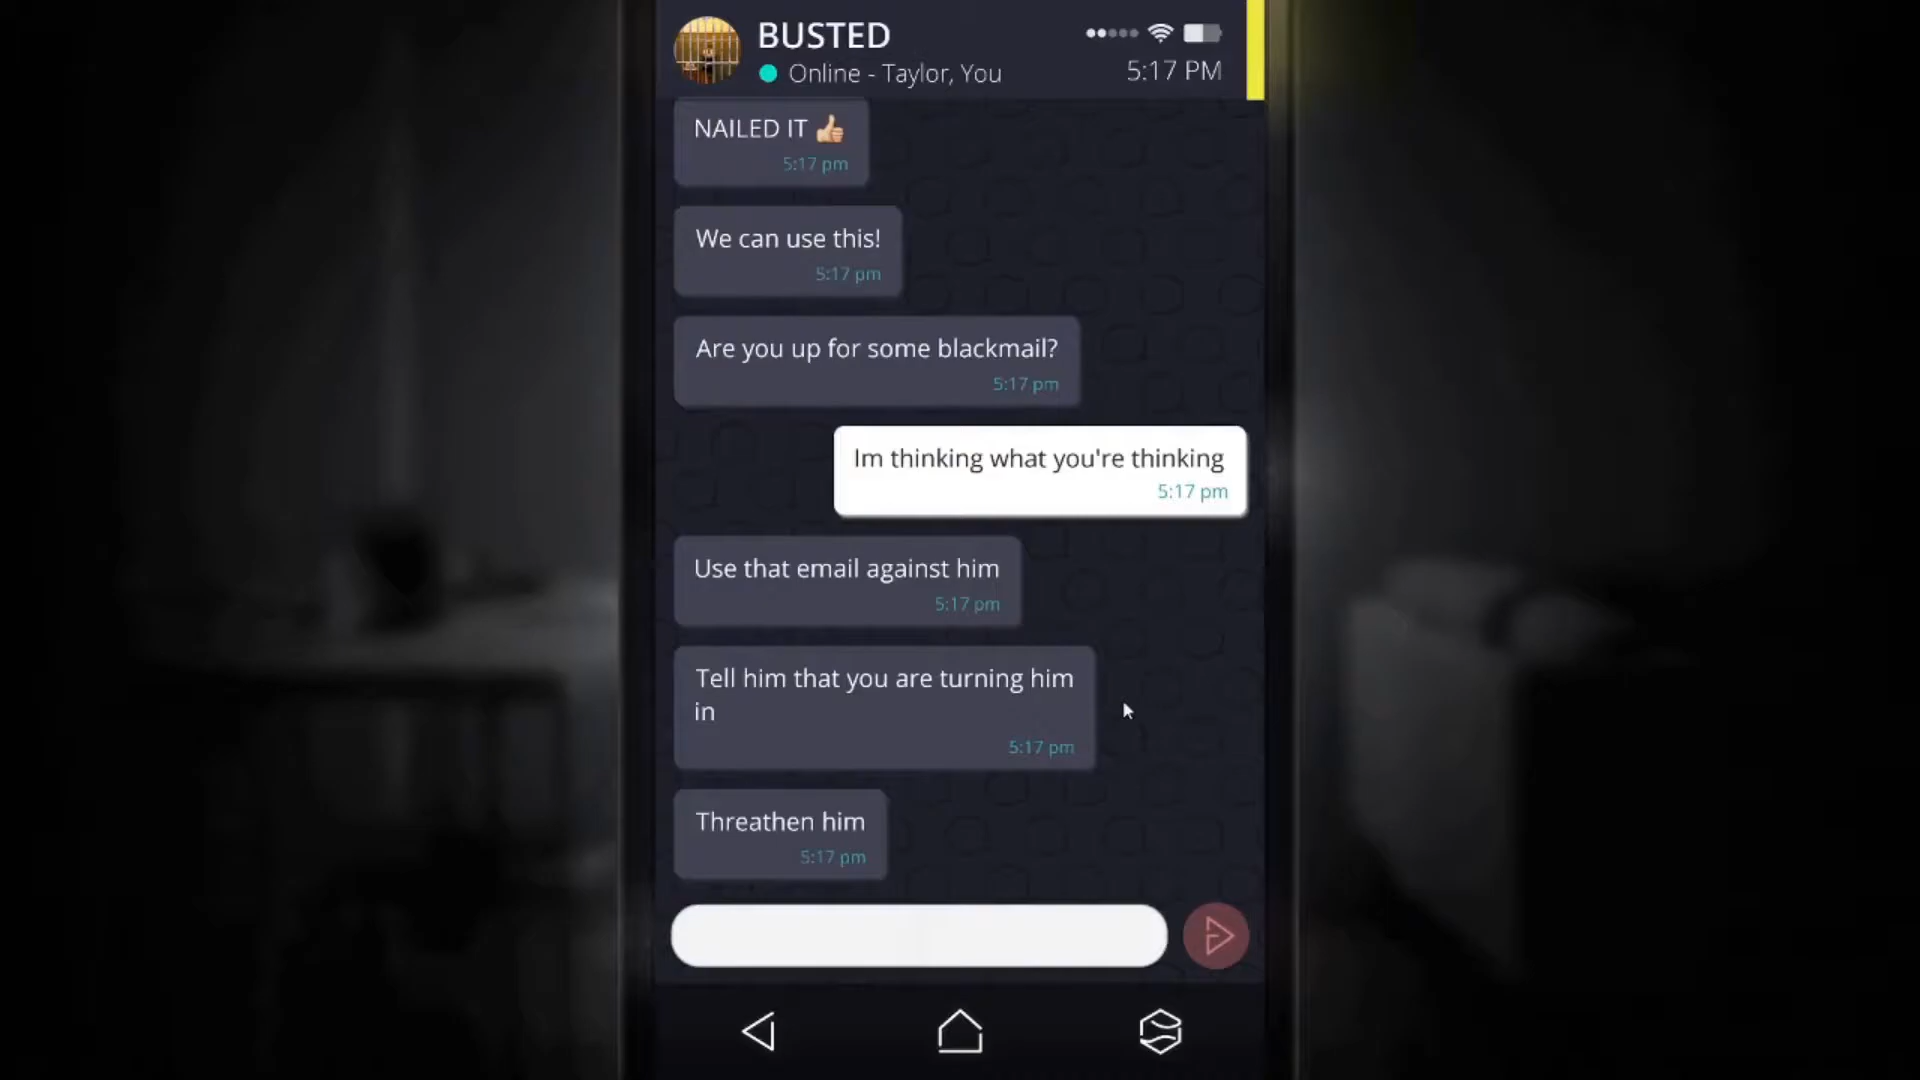 BUSTED
Online - Taylor, You
5:17 PM
NAILED IT 👍🏼
5:17 pm
We can use this!
5:17 pm
Are you up for some blackmail?
5:17 pm
Im thinking what you're thinking
5:17 pm
Use that email against him
5:17 pm
Tell him that you are turning him
in
5:17 pm
Threathen him
5:17 pm